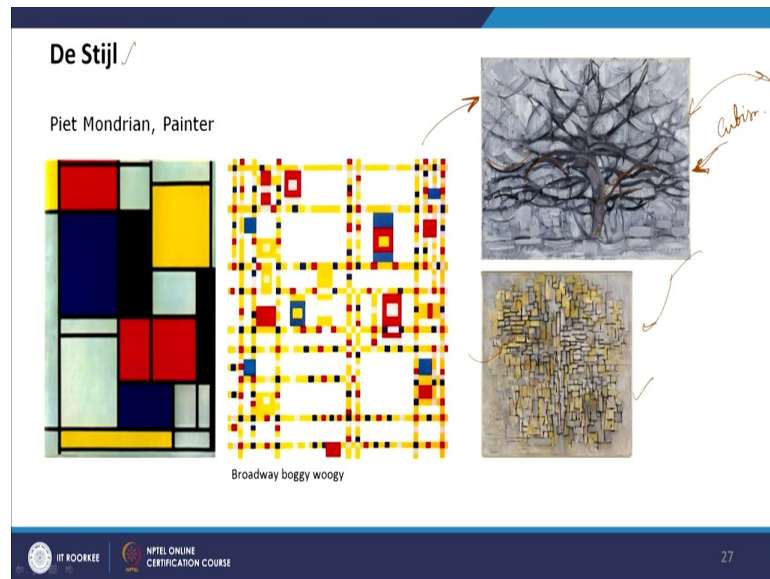 De Stijl
Piet Mondrian, Painter
Cubism.
Broadway boggy woogy
IIT ROORKEE
NPTEL ONLINE
CERTIFICATION COURSE
27